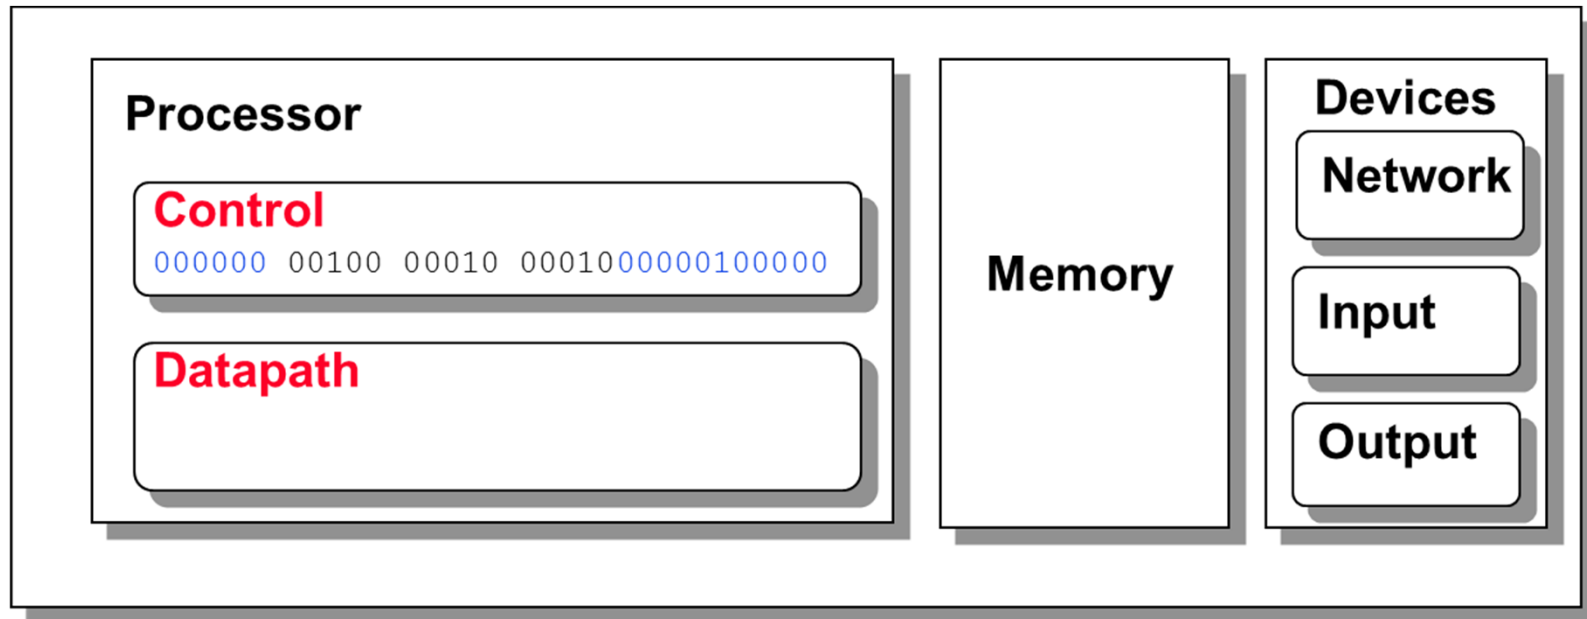 Processor
Control
000000 00100 00010 0001000000100000
Datapath
Memory
Devices
Network
Input
Output